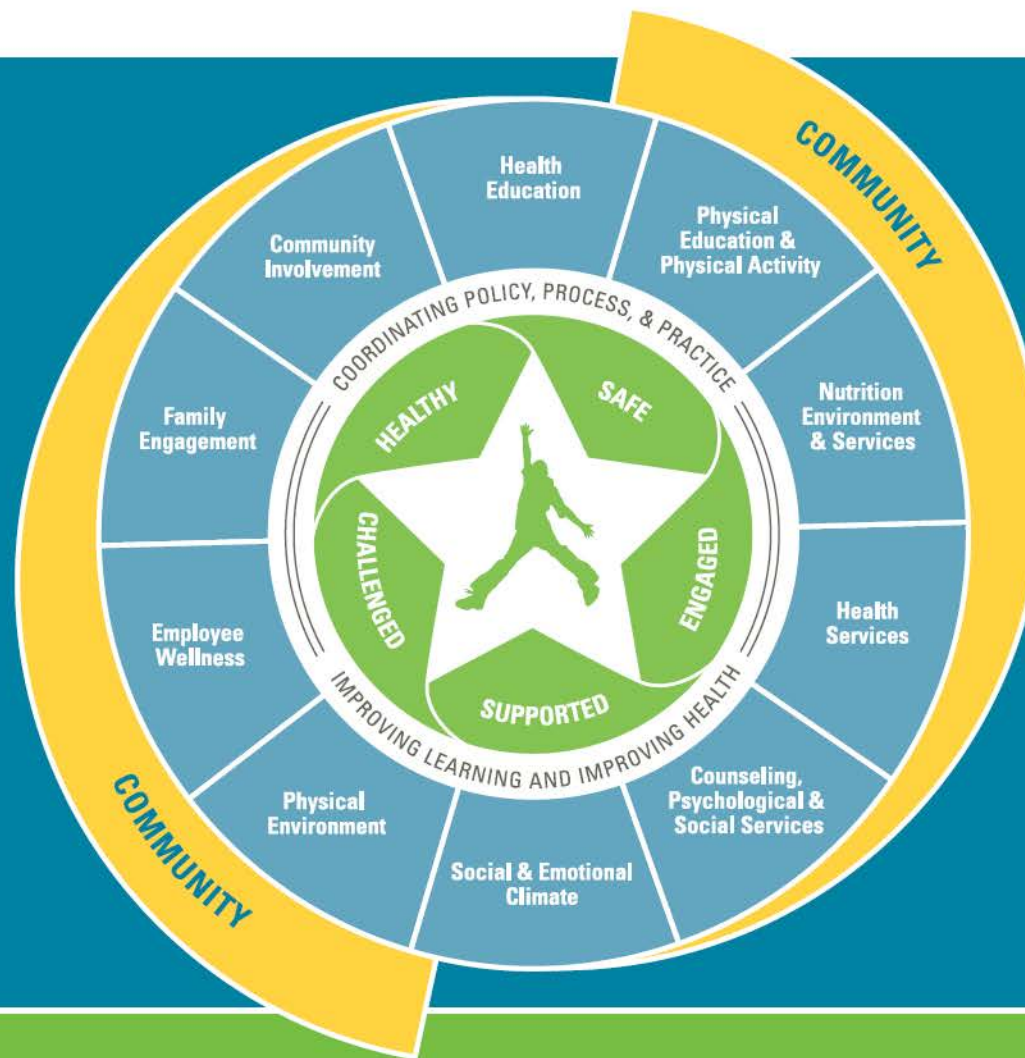 COMMUNITY
Health
Education
Physical
Education &
Physical Activity
Nutrition
Environment
& Services
Health
Services
Counseling,
Psychological &
Social Services
Social & Emotional
Climate
Physical
Environment
Employee
Wellness
Family
Engagement
Community
Involvement
COORDINATING POLICY, PROCESS, & PRACTICE
IMPROVING LEARNING AND IMPROVING HEALTH
HEALTHY
SAFE
ENGAGED
SUPPORTED
CHALLENGED
COMMUNITY